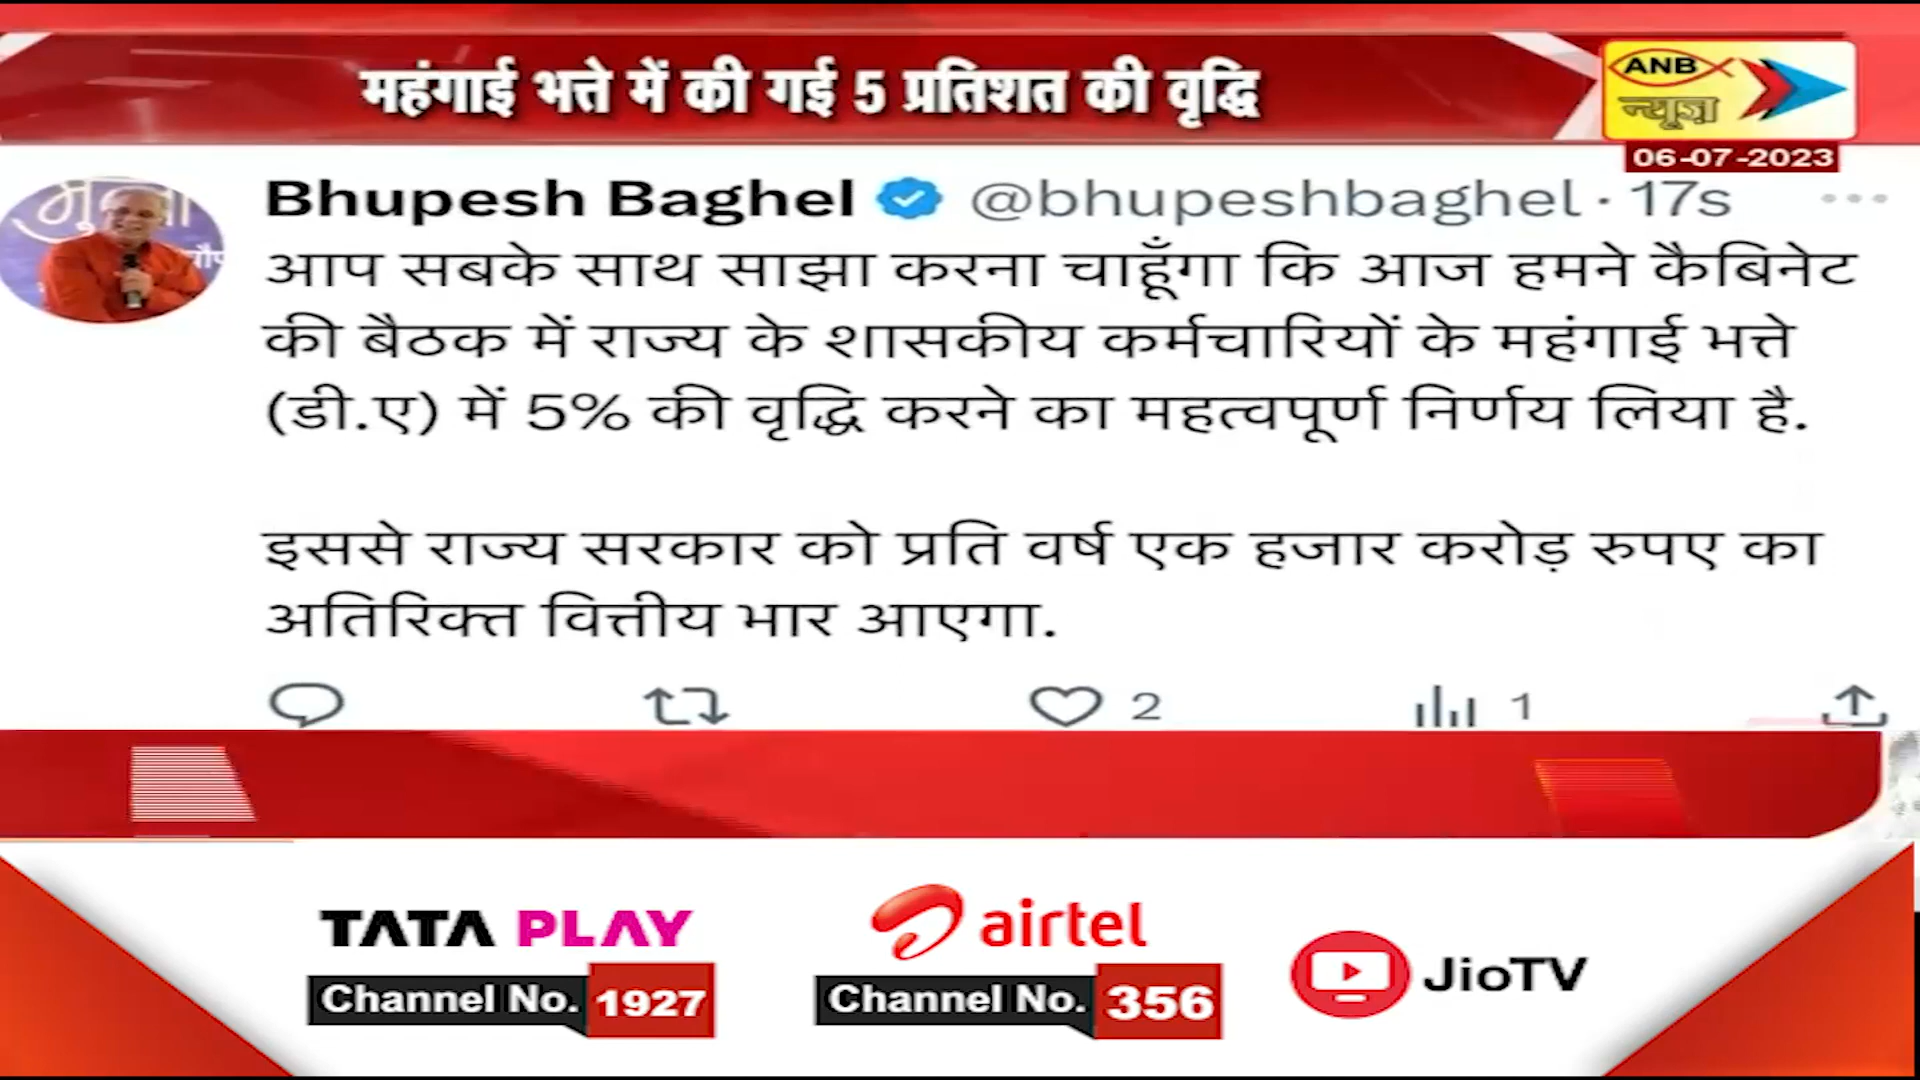 महंगाई भत्ते में की गई 5 प्रतिशत की वृद्धि
ANB
न्यूज़
06-07-2023
Bhupesh Baghel @bhupeshbaghel · 17s
आप सबके साथ साझा करना चाहूँगा कि आज हमने कैबिनेट
की बैठक में राज्य के शासकीय कर्मचारियों के महंगाई भत्ते
(डी.ए) में 5% की वृद्धि करने का महत्वपूर्ण निर्णय लिया है.
इससे राज्य सरकार को प्रति वर्ष एक हजार करोड़ रुपए का
अतिरिक्त वित्तीय भार आएगा.
2 1
TATA PLAY
Channel No. 1927
airtel
Channel No. 356
JioTV